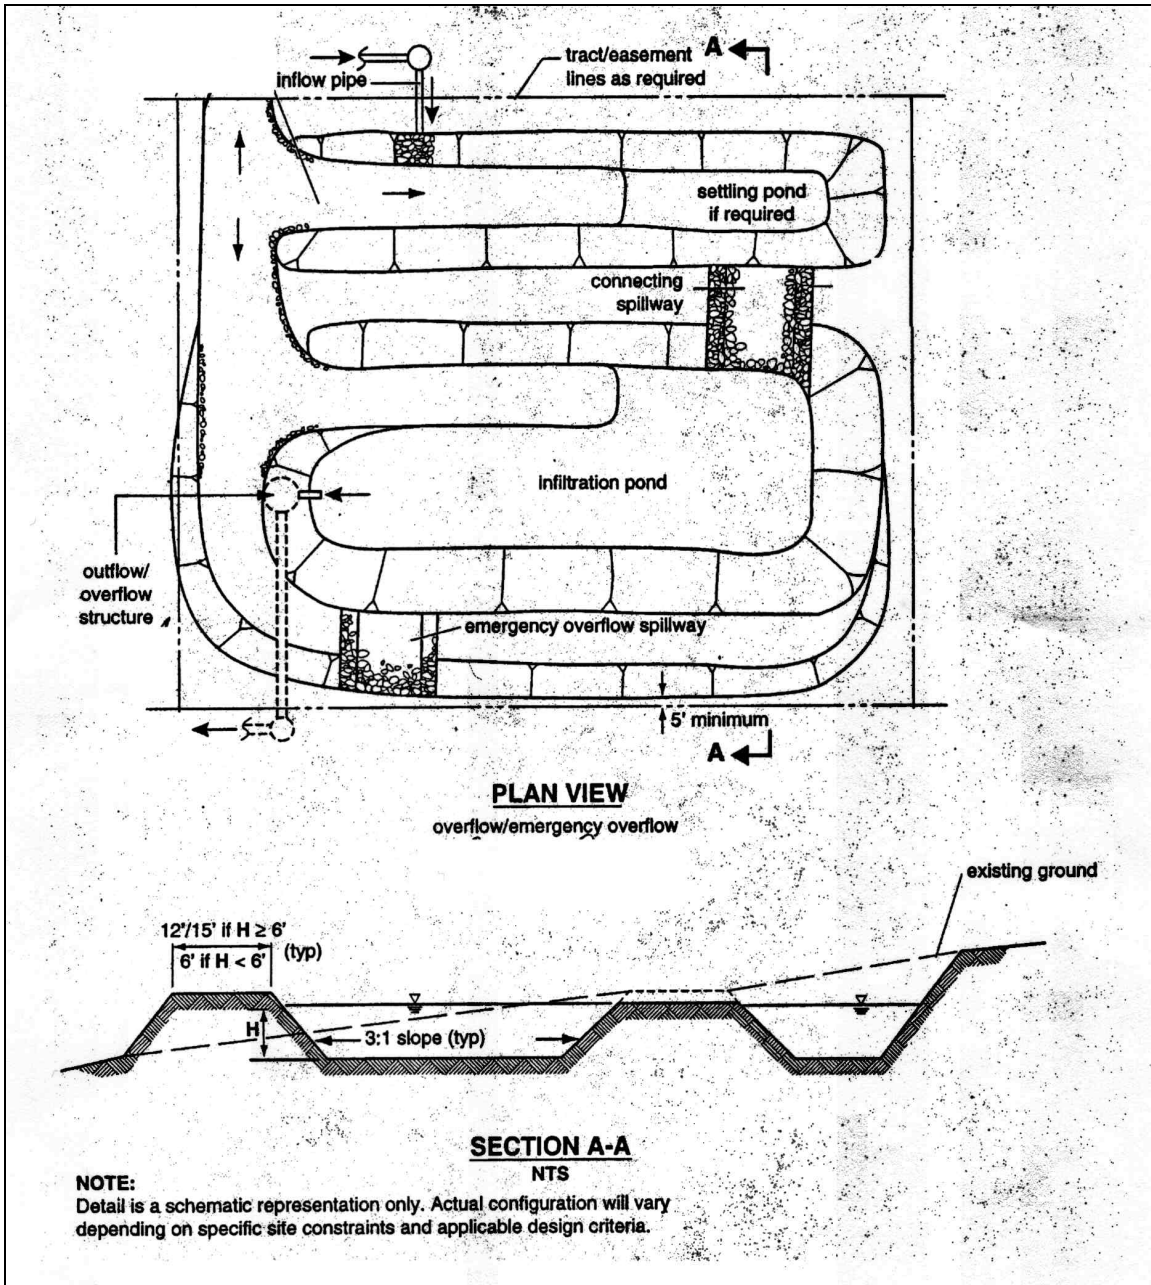 A
tract/easement
lines as required
inflow pipe
settling pond
if required
connecting
spillway
infiltration pond
outflow/
overflow
structure
emergency overflow spillway
5' minimum
A
PLAN VIEW
overflow/emergency overflow
existing ground
12'/15' if H ≥ 6'
6' if H < 6'
(typ)
H
3:1 slope (typ)
SECTION A-A
NTS
NOTE:
Detail is a schematic representation only. Actual configuration will vary
depending on specific site constraints and applicable design criteria.